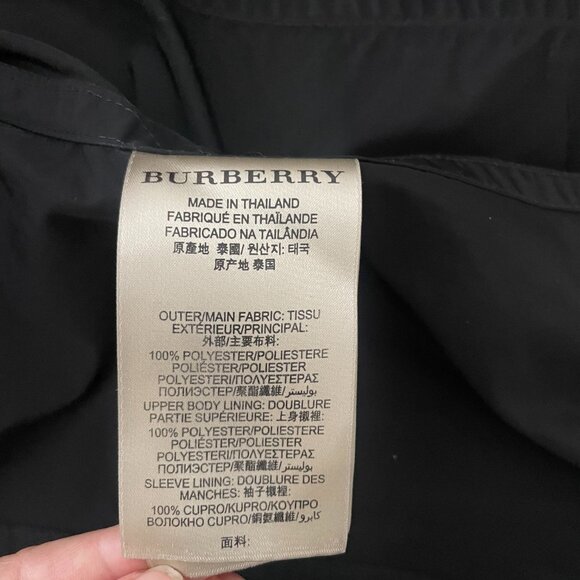 BURBERRY
MADE IN THAILAND
FABRIQUÉ EN THAÏLANDE
FABRICADO NA TAILÂNDIA
原產地 泰國/ 원산지: 태국
原产地 泰国
OUTER/MAIN FABRIC: TISSU
EXTÉRIEUR/PRINCIPAL:
外部/主要布料:
100% POLYESTER/POLIESTERE
POLIÉSTER/POLIESTER
POLYESTRI/ΠΟΛΥΕΣΤΕΡΑΣ
ПОЛИЭСТЕР/聚酯纖維/بوليستر
UPPER BODY LINING: DOUBLURE
PARTIE SUPÉRIEURE: 上身襯裡:
100% POLYESTER/POLIESTERE
POLIÉSTER/POLIESTER
POLYESTRI/ΠΟΛΥΕΣΤΕΡΑΣ
ПОЛИЭСТЕР/聚酯纖維/بوليستر
SLEEVE LINING: DOUBLURE DES
MANCHES: 袖子襯裡:
100% CUPRO/KUPRO/ΚΟΥΠΡΟ
ВОЛОКНО CUPRO/銅氨纖維/كابرو
面料: